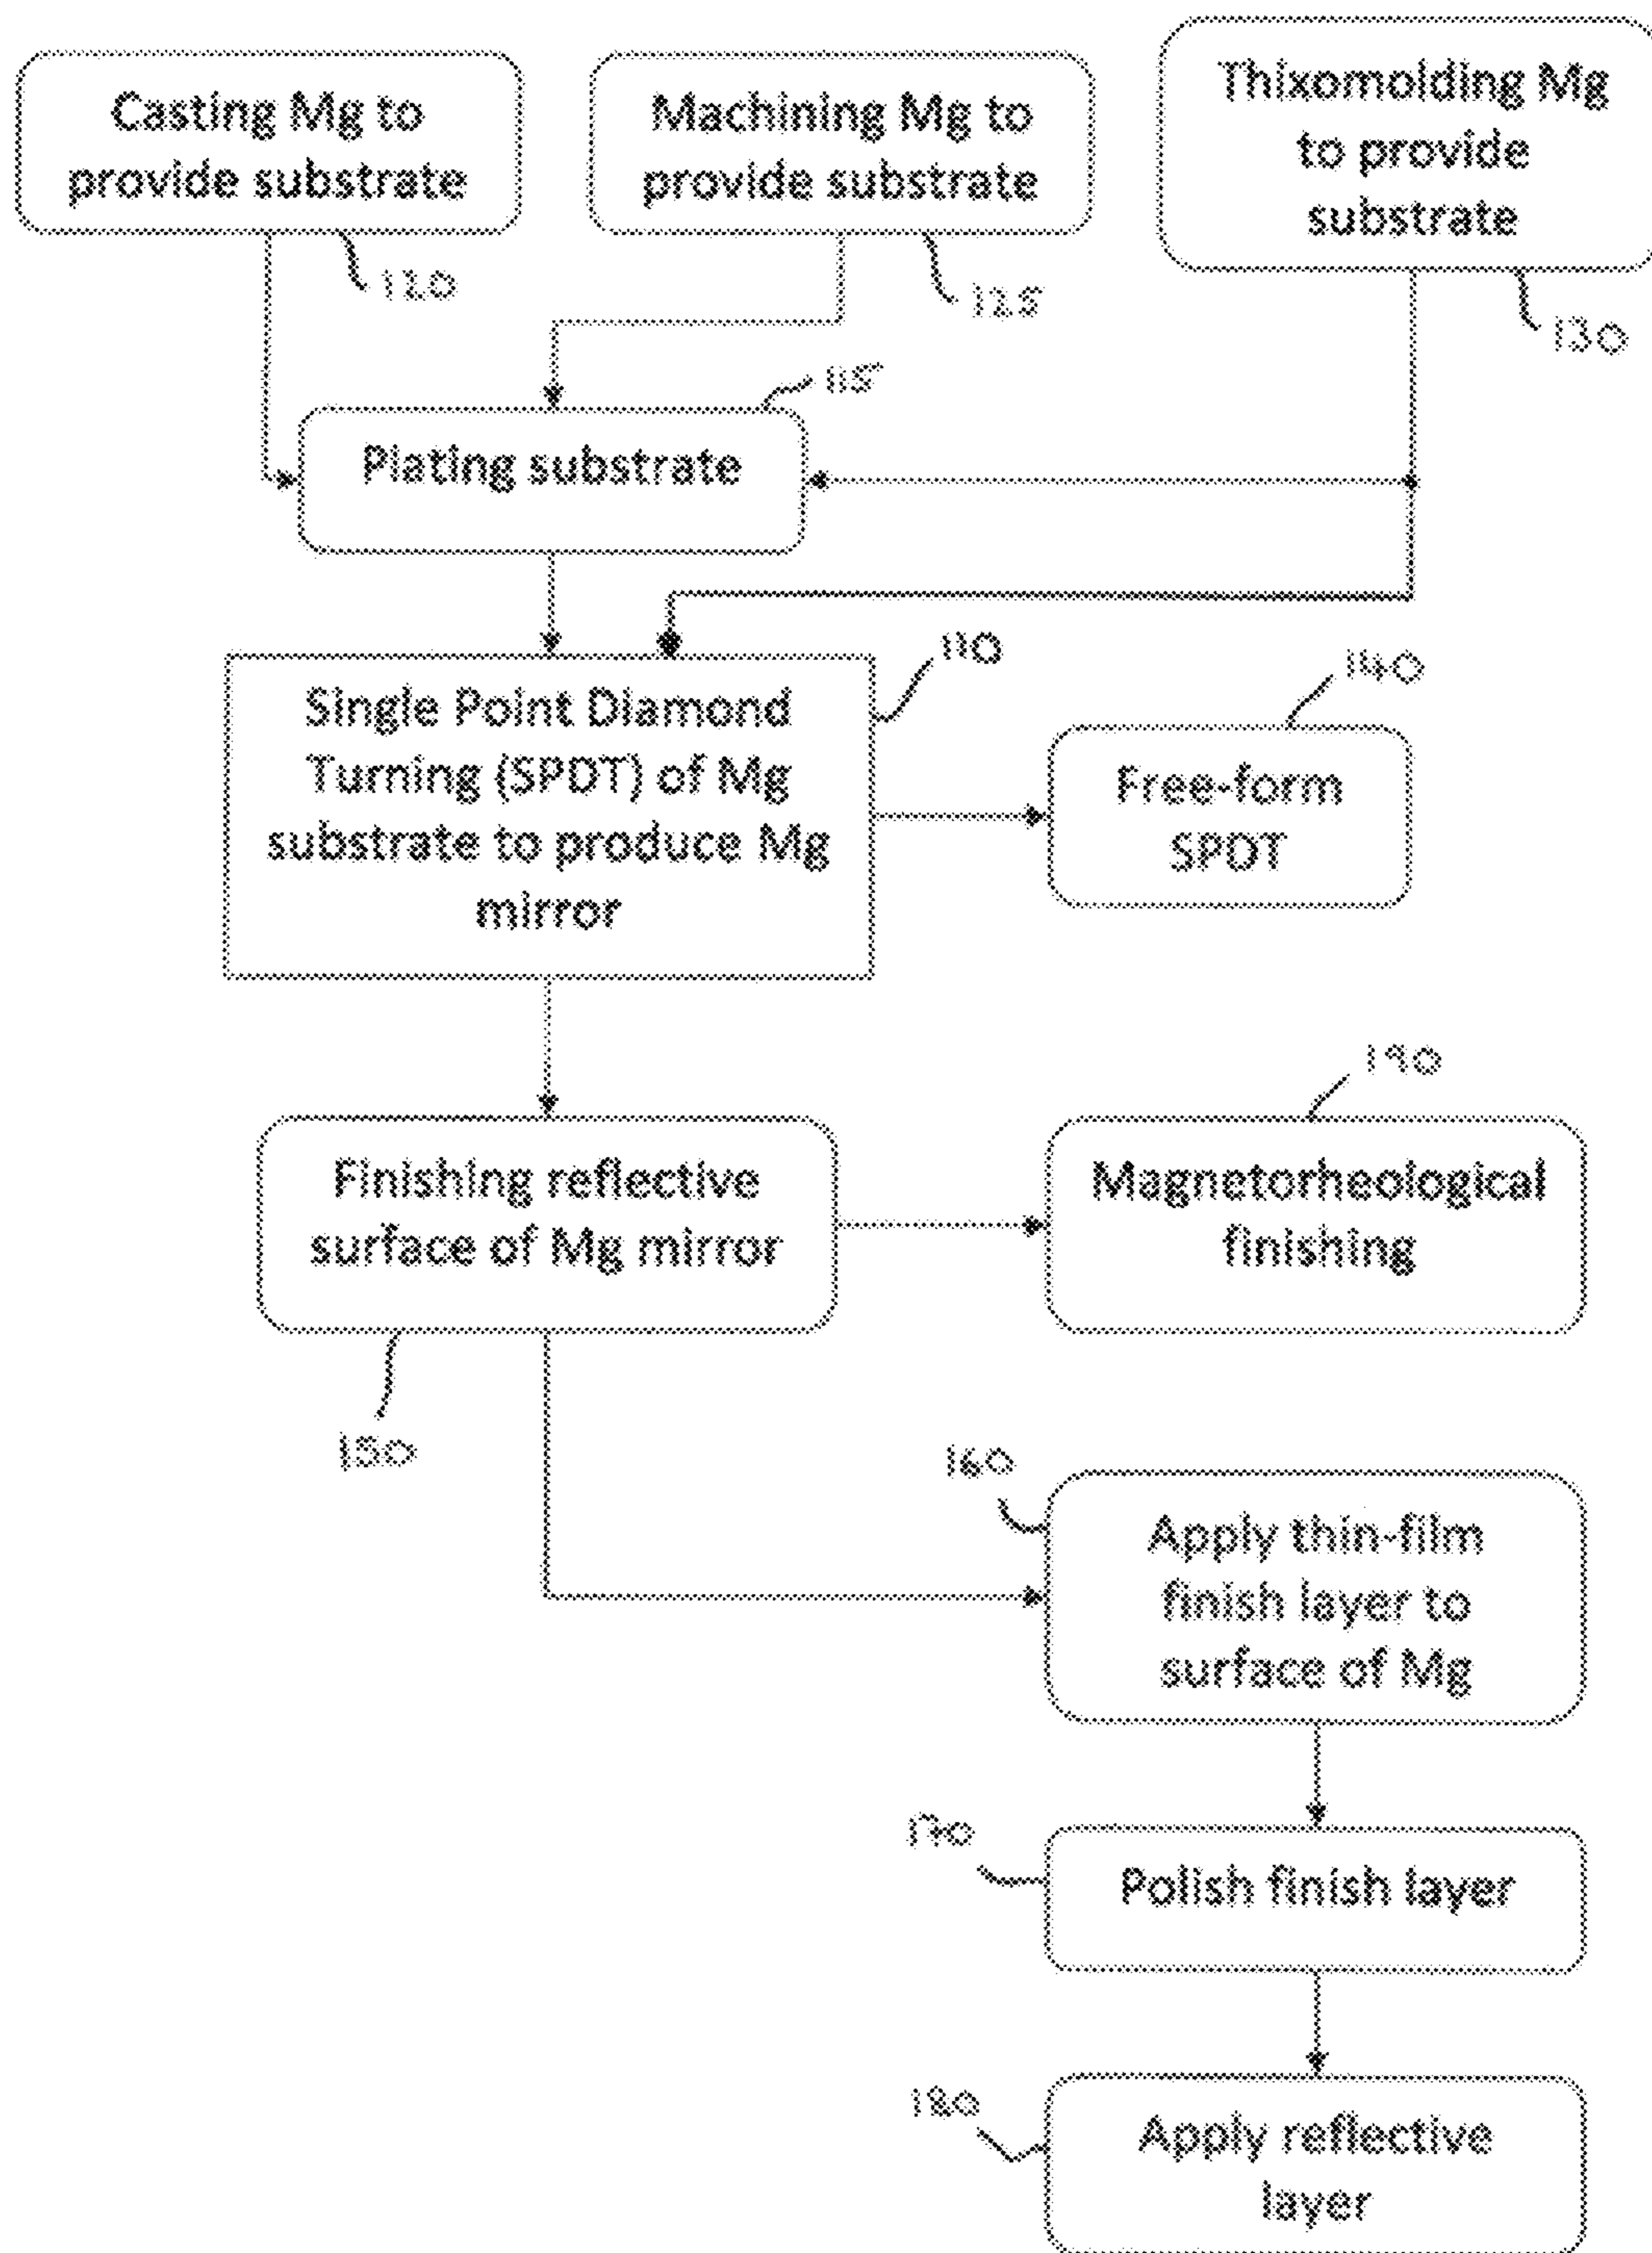 Casting Mg to
provide substrate
120
Machining Mg to
provide substrate
125
Thixomolding Mg
to provide
substrate
130
115
Plating substrate
110
Single Point Diamond
Turning (SPDT) of Mg
substrate to produce Mg
mirror
140
Free-form
SPDT
Finishing reflective
surface of Mg mirror
150
190
Magnetorheological
finishing
160
Apply thin-film
finish layer to
surface of Mg
170
Polish finish layer
180
Apply reflective
layer